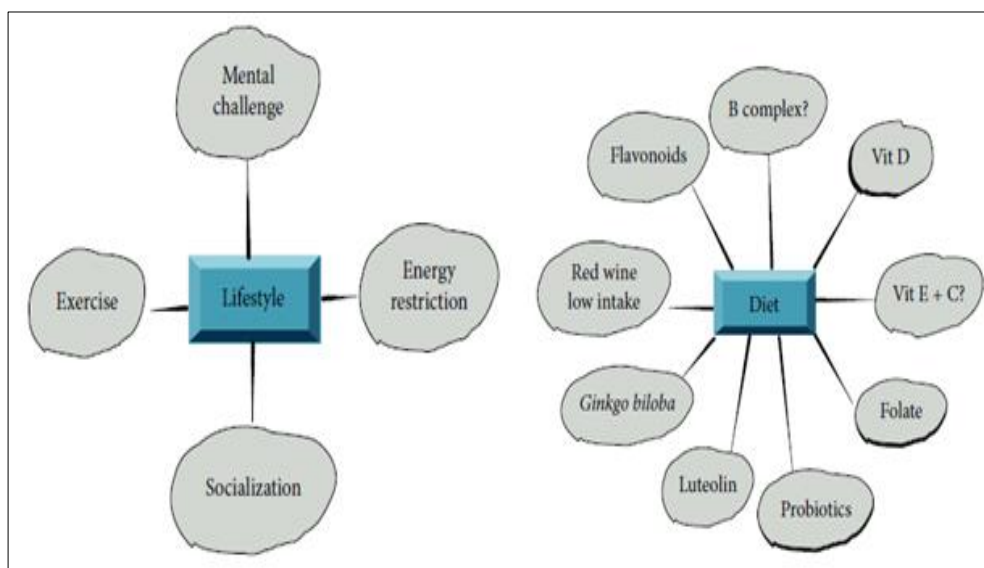 Mental
challenge
Exercise
Lifestyle
Energy
restriction
Socialization
B complex?
Flavonoids
Vit D
Red wine
low intake
Diet
Vit E + C?
Ginkgo biloba
Folate
Luteolin
Probiotics